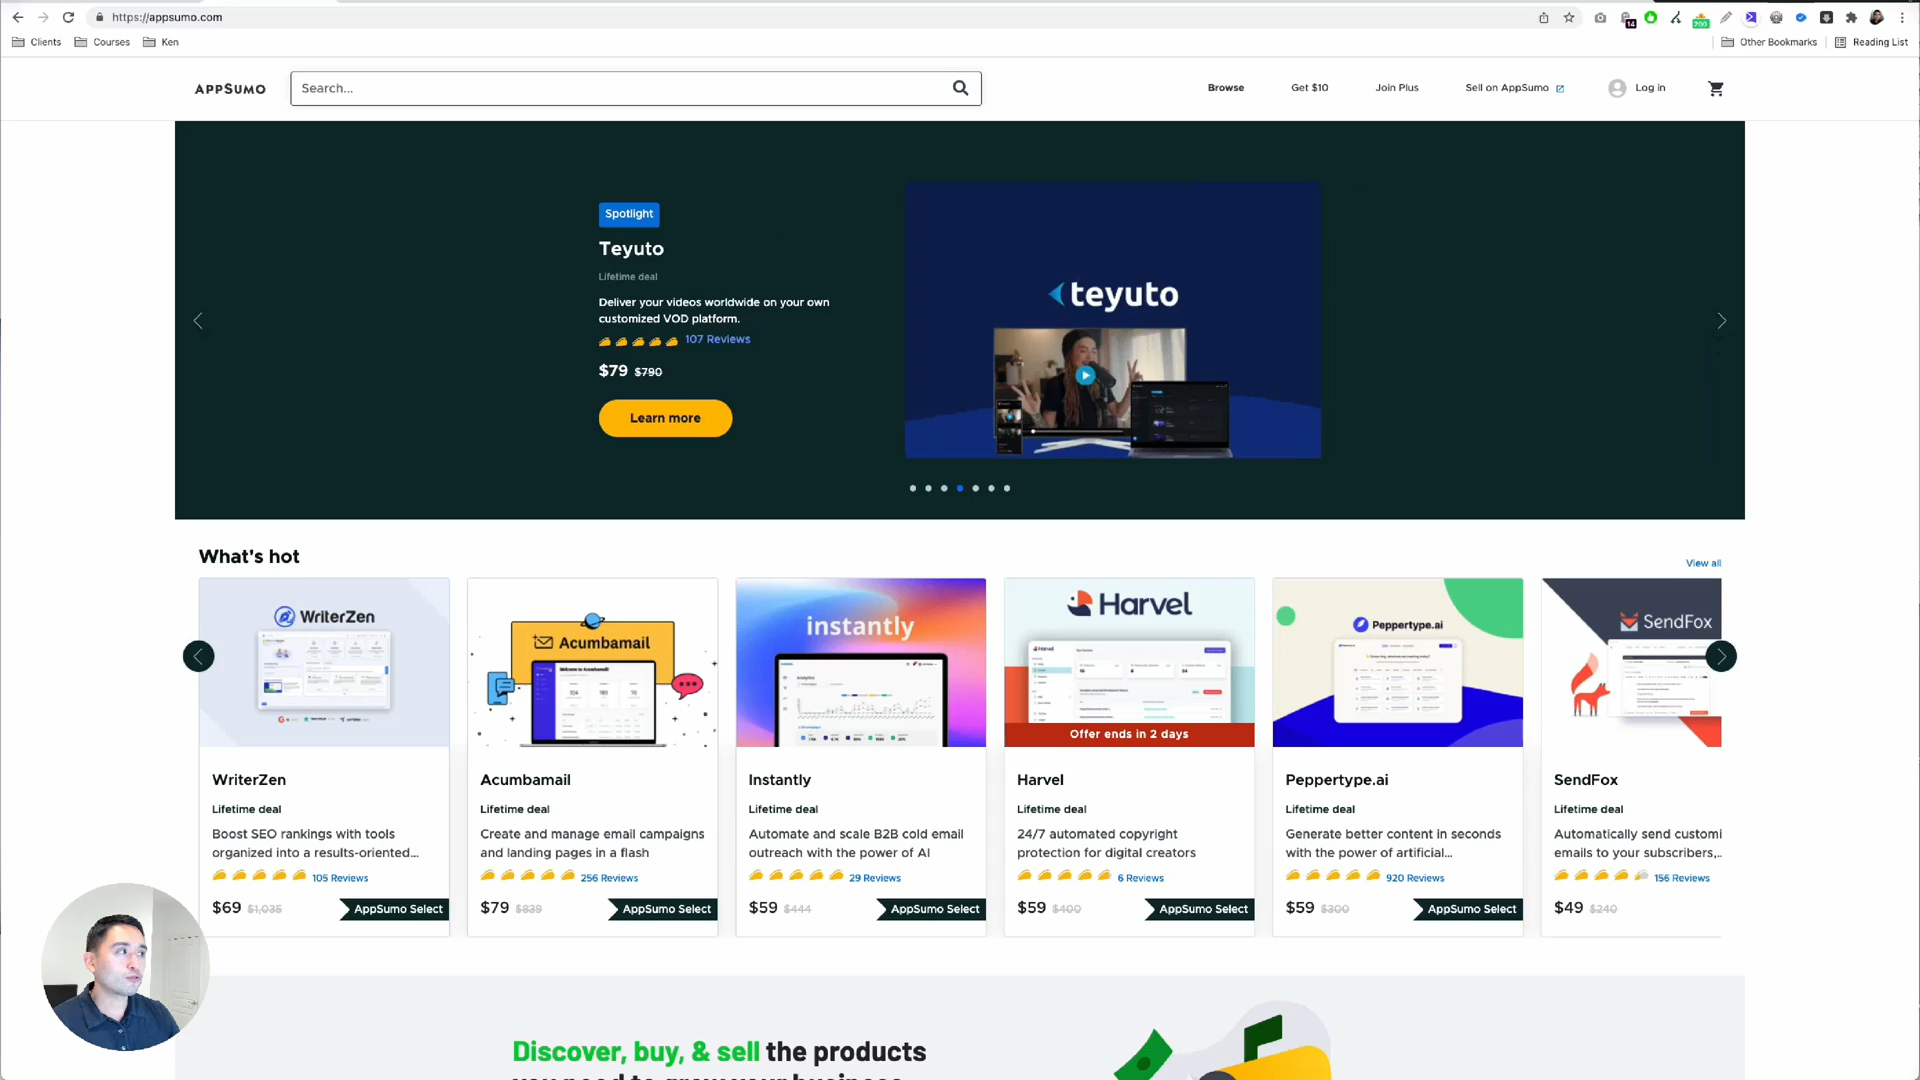 https://appsumo.com
14
200
Clients
Courses
Ken
Other Bookmarks
Reading List
APPSUMO
Search...
Browse
Get $10
Join Plus
Sell on AppSumo
Log in
Spotlight
Teyuto
Lifetime deal
Deliver your videos worldwide on your own
customized VOD platform.
107 Reviews
$79 $790
Learn more
teyuto
What's hot
View all
WriterZen
Acumbamail
instantly
Harvel
Offer ends in 2 days
Peppertype.ai
SendFox
WriterZen
Lifetime deal
Boost SEO rankings with tools
organized into a results-oriented...
105 Reviews
$69 $1,035
AppSumo Select
Acumbamail
Lifetime deal
Create and manage email campaigns
and landing pages in a flash
256 Reviews
$79 $839
AppSumo Select
Instantly
Lifetime deal
Automate and scale B2B cold email
outreach with the power of AI
29 Reviews
$59 $444
AppSumo Select
Harvel
Lifetime deal
24/7 automated copyright
protection for digital creators
6 Reviews
$59 $400
AppSumo Select
Peppertype.ai
Lifetime deal
Generate better content in seconds
with the power of artificial...
920 Reviews
$59 $300
AppSumo Select
SendFox
Lifetime deal
Automatically send customi
emails to your subscribers,..
156 Reviews
$49 $240
Discover, buy, & sell the products
you need to grow your business